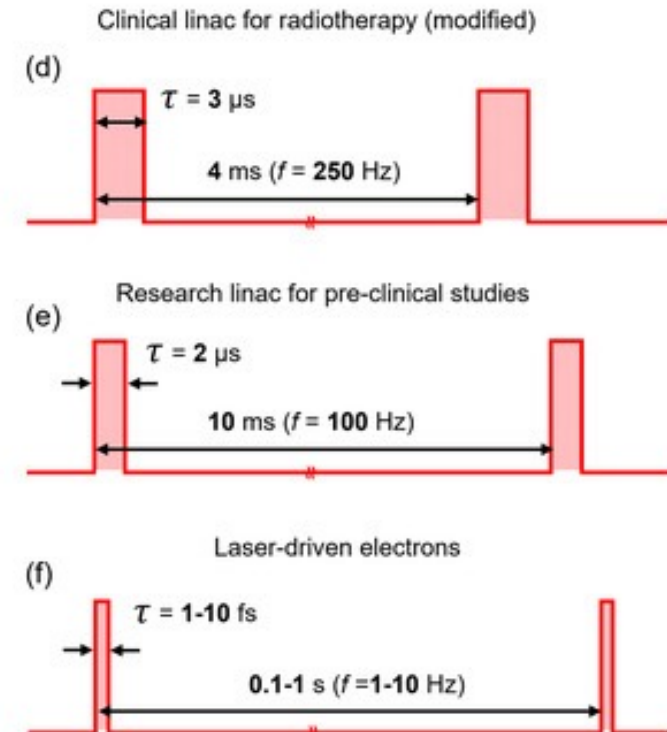 Clinical linac for radiotherapy (modified)
(d)
τ = 3 µs
4 ms (f = 250 Hz)
Research linac for pre-clinical studies
(e)
τ = 2 µs
10 ms (f = 100 Hz)
Laser-driven electrons
(f)
τ = 1-10 fs
0.1-1 s (f =1-10 Hz)